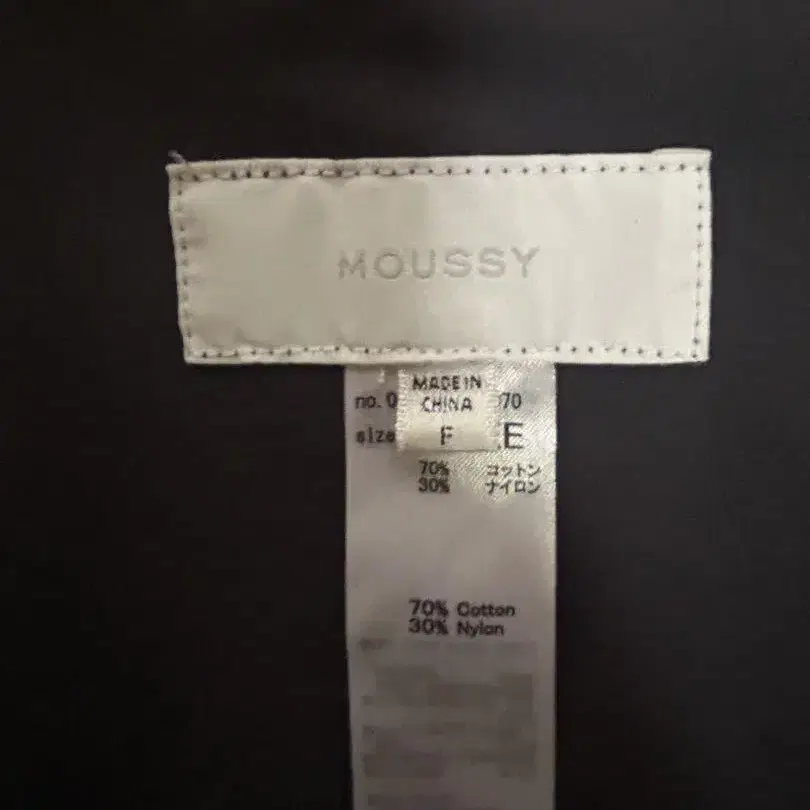 MOUSSY
MADE IN
CHINA
F
no. 0 70
size E
70% コットン
30% ナイロン
70% Cotton
30% Nylon